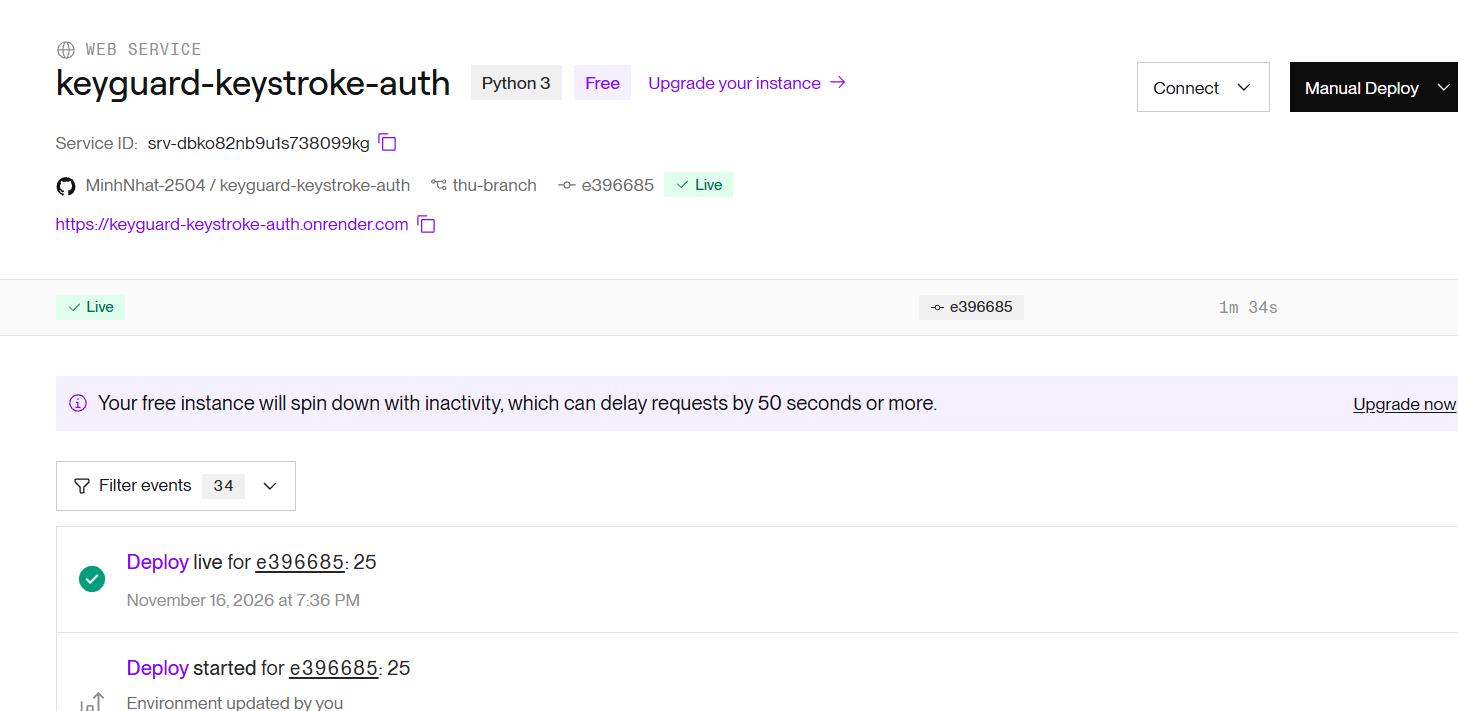 WEB SERVICE
keyguard-keystroke-auth Python 3 Free Upgrade your instance → Connect Manual Deploy
Service ID: srv-dbko82nb9u1s738099kg
MinhNhat-2504 / keyguard-keystroke-auth thu-branch e396685 Live
https://keyguard-keystroke-auth.onrender.com
Live e396685 1m 34s
Your free instance will spin down with inactivity, which can delay requests by 50 seconds or more. Upgrade now
Filter events 34
Deploy live for e396685: 25
November 16, 2026 at 7:36 PM
Deploy started for e396685: 25
Environment updated by you